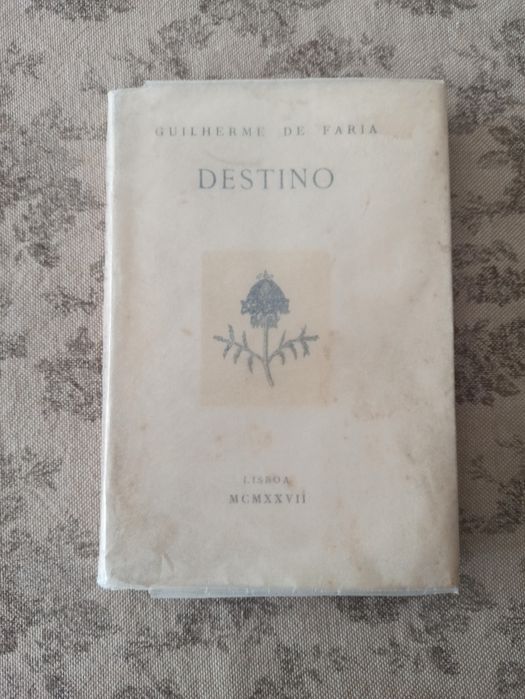 GUILHERME DE FARIA
DESTINO
LISBOA
MCMXXVII